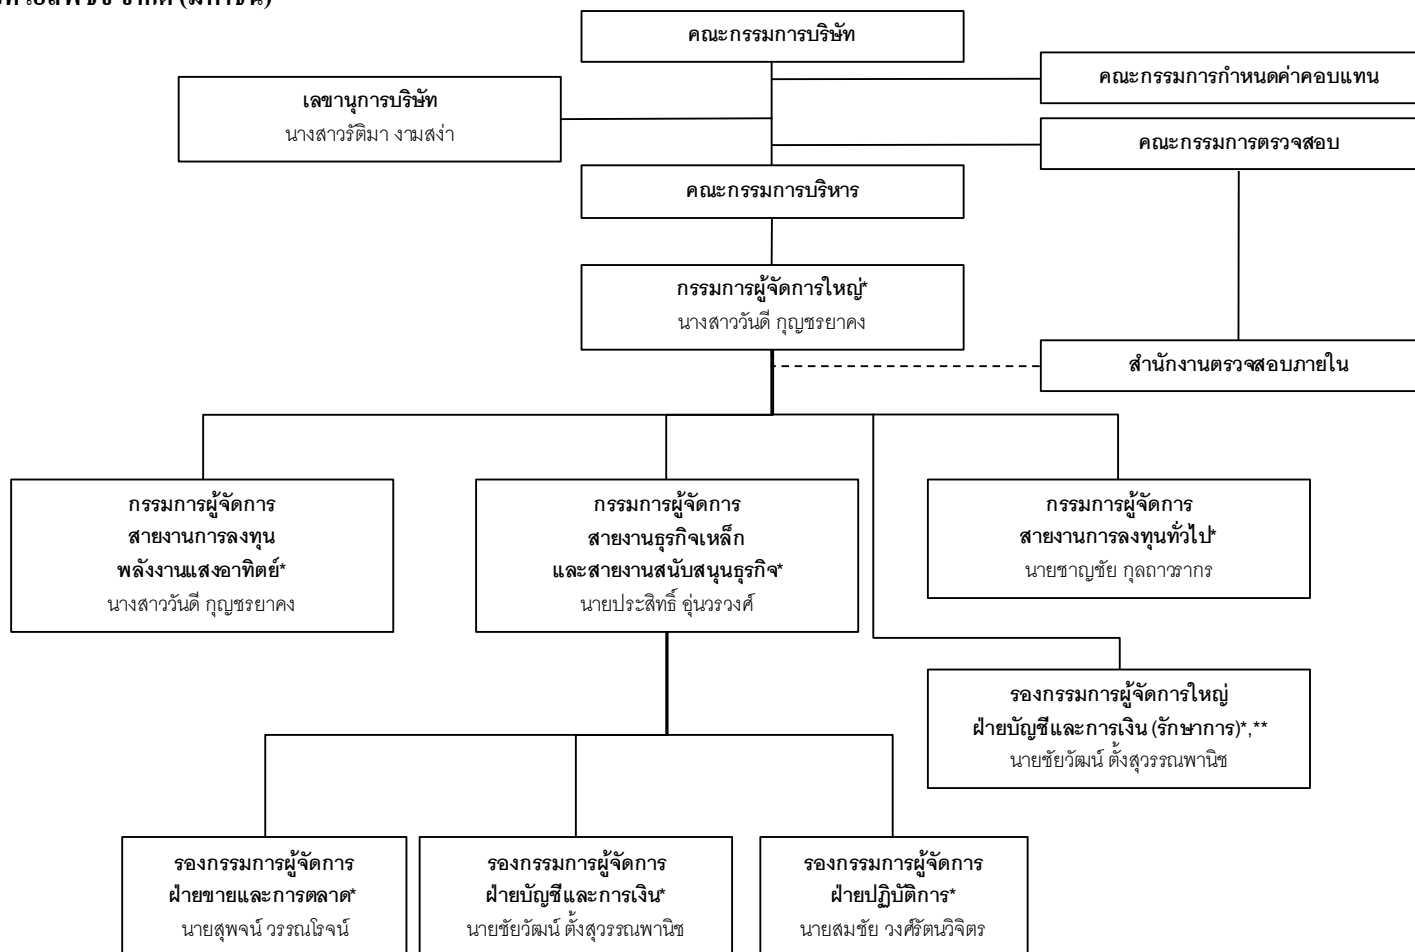 จำกัด (มหาชน)
คณะกรรมการบริษัท
คณะกรรมการกำหนดค่าตอบแทน
เลขานุการบริษัท
นางสาวรัติมา งามสง่า
คณะกรรมการตรวจสอบ
คณะกรรมการบริหาร
กรรมการผู้จัดการใหญ่*
นางสาววันดี กุญชรยาคง
สำนักงานตรวจสอบภายใน
กรรมการผู้จัดการ
สายงานการลงทุน
พลังงานแสงอาทิตย์*
นางสาววันดี กุญชรยาคง
กรรมการผู้จัดการ
สายงานธุรกิจเหล็ก
และสายงานสนับสนุนธุรกิจ*
นายประสิทธิ์ อุ่นวรวงศ์
กรรมการผู้จัดการ
สายงานการลงทุนทั่วไป*
นายชาญชัย กุลถาวรากร
รองกรรมการผู้จัดการใหญ่
ฝ่ายบัญชีและการเงิน (รักษาการ)*,**
นายชัยวัฒน์ ตั้งสุวรรณพานิช
รองกรรมการผู้จัดการ
ฝ่ายขายและการตลาด*
นายสุพจน์ วรรณโรจน์
รองกรรมการผู้จัดการ
ฝ่ายบัญชีและการเงิน*
นายชัยวัฒน์ ตั้งสุวรรณพานิช
รองกรรมการผู้จัดการ
ฝ่ายปฏิบัติการ*
นายสมชัย วงศ์รัตนวิจิตร